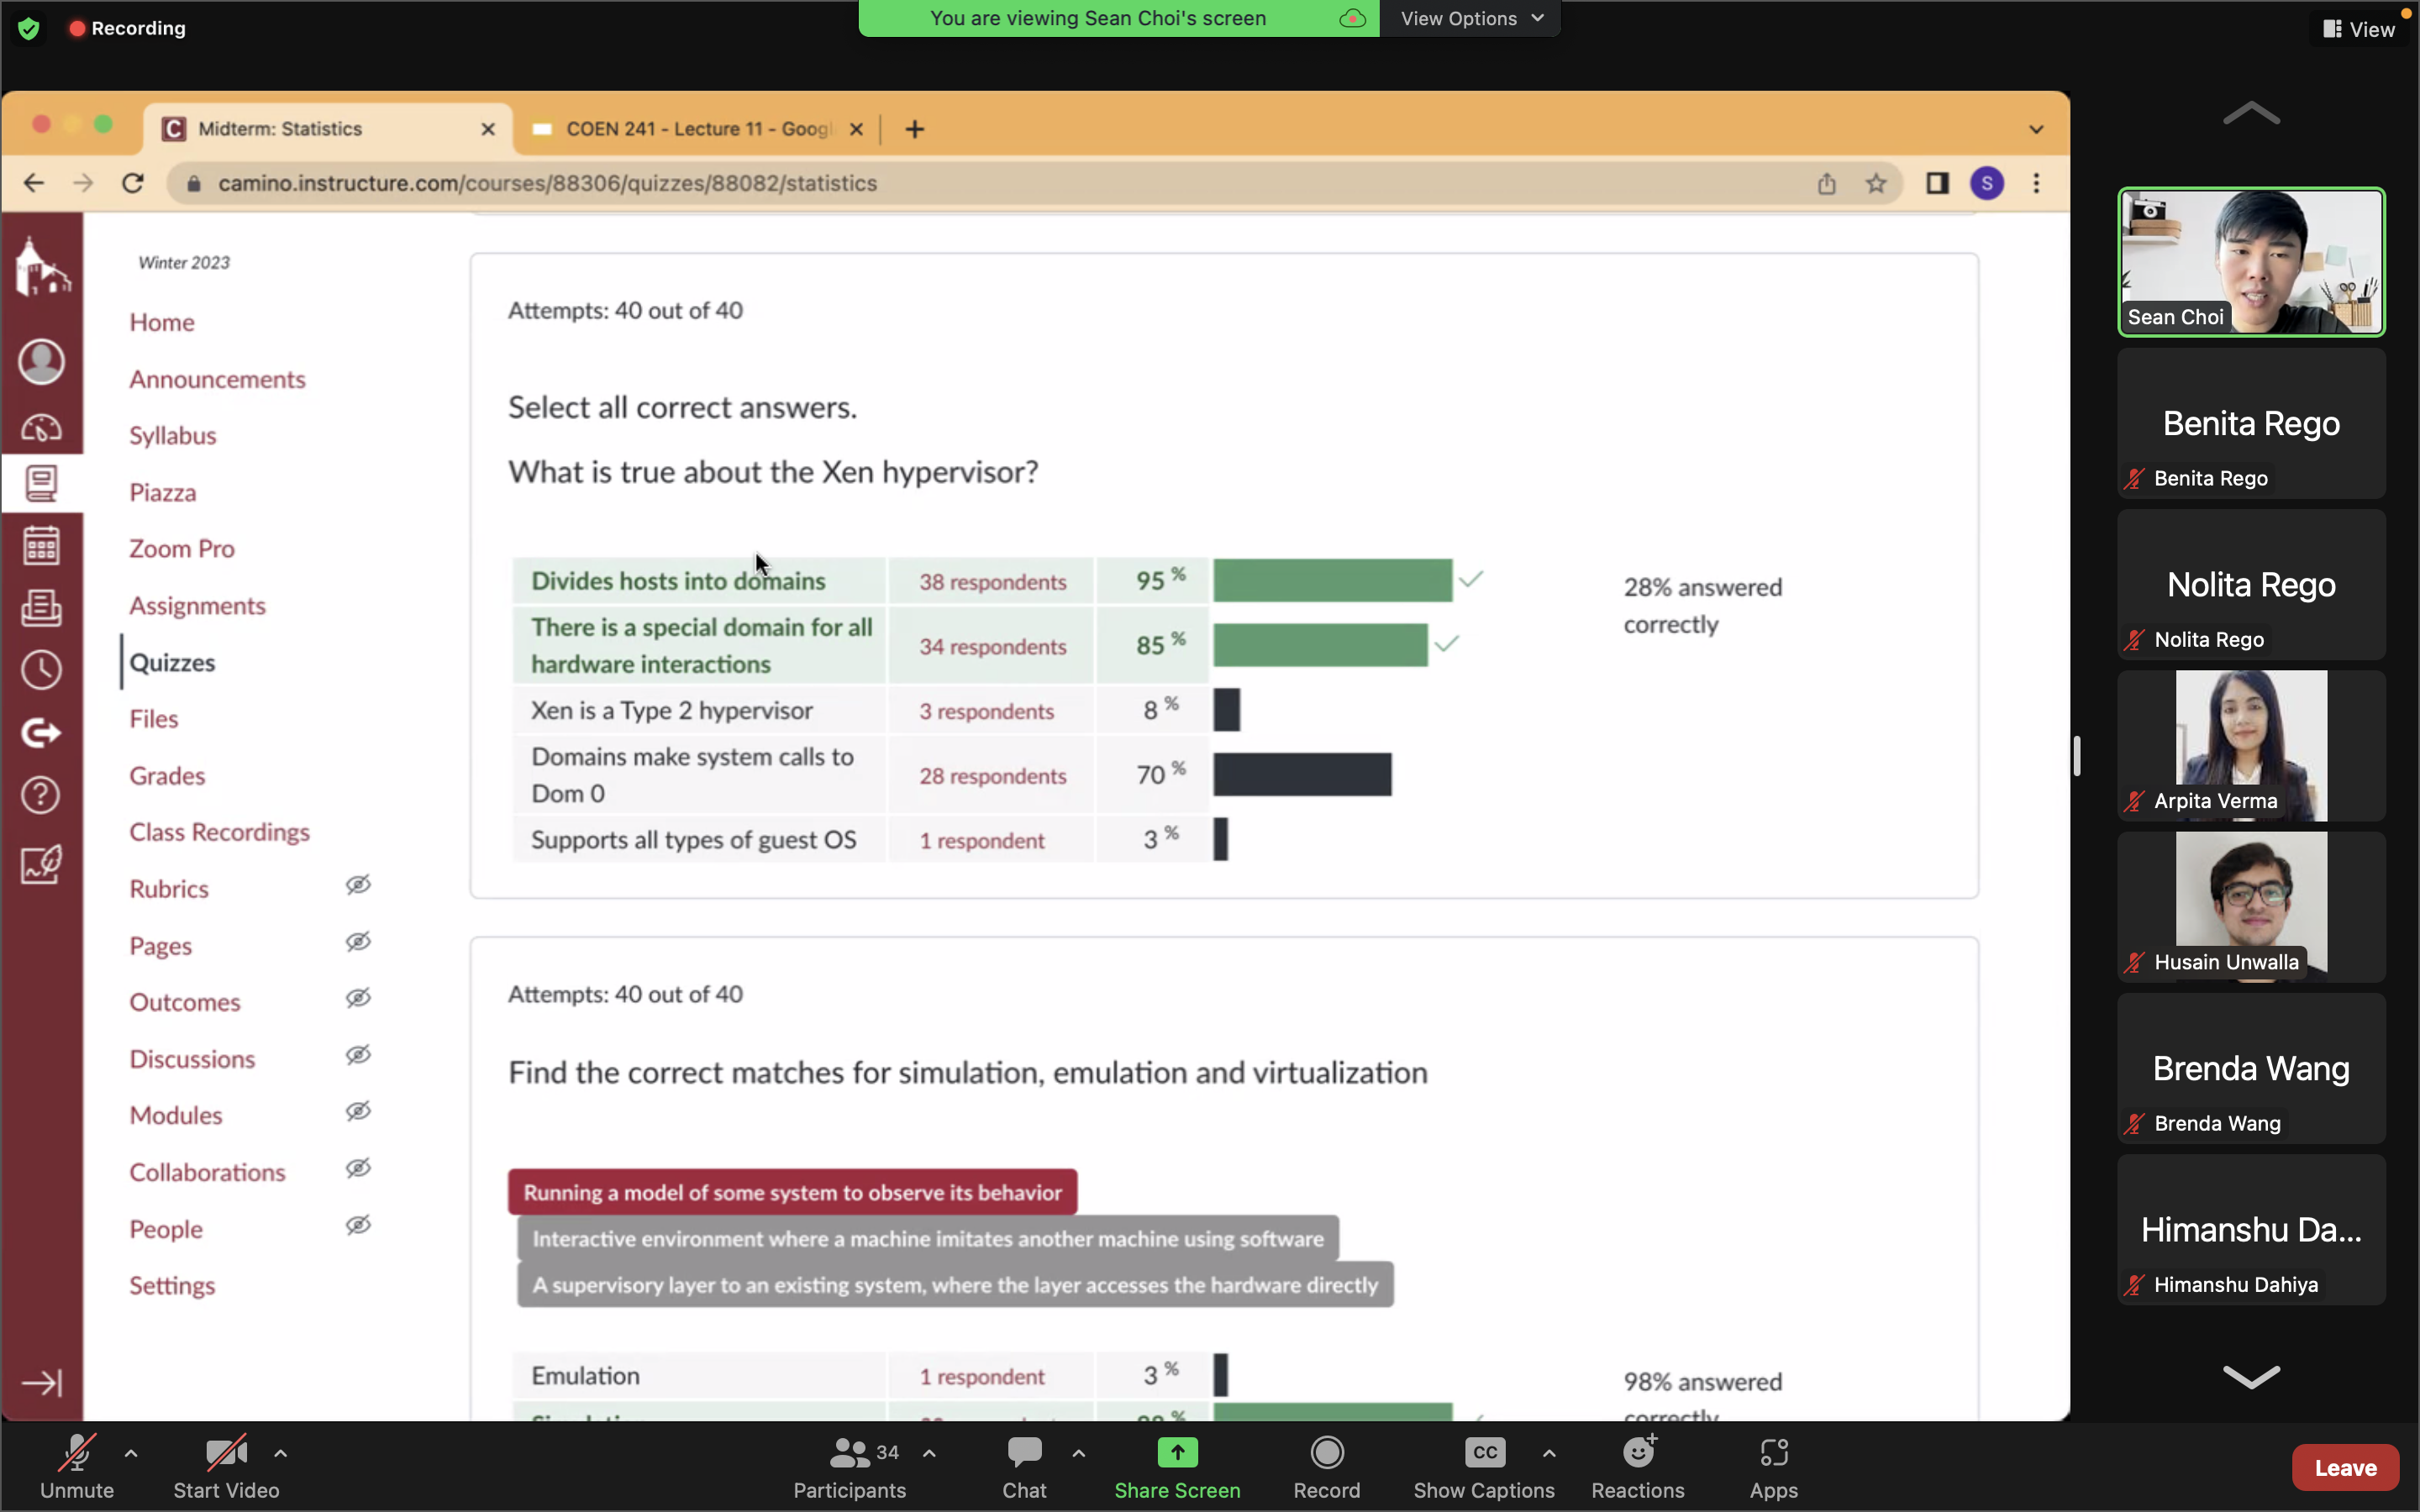 Recording
You are viewing Sean Choi's screen
View Options
View
Midterm: Statistics
COEN 241 - Lecture 11 - Googl
camino.instructure.com/courses/88306/quizzes/88082/statistics
S
Winter 2023
Home
Announcements
Syllabus
Piazza
Zoom Pro
Assignments
Quizzes
Files
Grades
Class Recordings
Rubrics
Pages
Outcomes
Discussions
Modules
Collaborations
People
Settings
Attempts: 40 out of 40
Select all correct answers.
What is true about the Xen hypervisor?
Divides hosts into domains 38 respondents 95 %
There is a special domain for all
hardware interactions 34 respondents 85 %
Xen is a Type 2 hypervisor 3 respondents 8 %
Domains make system calls to
Dom 0 28 respondents 70 %
Supports all types of guest OS 1 respondent 3 %
28% answered
correctly
Attempts: 40 out of 40
Find the correct matches for simulation, emulation and virtualization
Running a model of some system to observe its behavior
Interactive environment where a machine imitates another machine using software
A supervisory layer to an existing system, where the layer accesses the hardware directly
Emulation 1 respondent 3 %
98% answered
correctly
Sean Choi
Benita Rego
Benita Rego
Nolita Rego
Nolita Rego
Arpita Verma
Husain Unwalla
Brenda Wang
Brenda Wang
Himanshu Da...
Himanshu Dahiya
Unmute
Start Video
34
Participants
Chat
Share Screen
Record
CC
Show Captions
Reactions
Apps
Leave